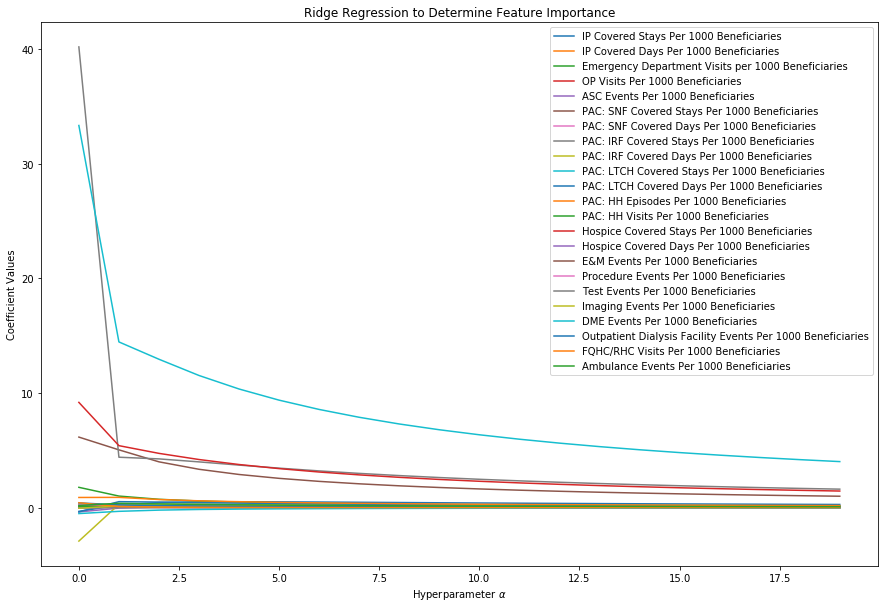 Ridge Regression to Determine Feature Importance
IP Covered Stays Per 1000 Beneficiaries
IP Covered Days Per 1000 Beneficiaries
Emergency Department Visits per 1000 Beneficiaries
OP Visits Per 1000 Beneficiaries
ASC Events Per 1000 Beneficiaries
PAC: SNF Covered Stays Per 1000 Beneficiaries
PAC: SNF Covered Days Per 1000 Beneficiaries
PAC: IRF Covered Stays Per 1000 Beneficiaries
PAC: IRF Covered Days Per 1000 Beneficiaries
PAC: LTCH Covered Stays Per 1000 Beneficiaries
PAC: LTCH Covered Days Per 1000 Beneficiaries
PAC: HH Episodes Per 1000 Beneficiaries
PAC: HH Visits Per 1000 Beneficiaries
Hospice Covered Stays Per 1000 Beneficiaries
Hospice Covered Days Per 1000 Beneficiaries
E&M Events Per 1000 Beneficiaries
Procedure Events Per 1000 Beneficiaries
Test Events Per 1000 Beneficiaries
Imaging Events Per 1000 Beneficiaries
DME Events Per 1000 Beneficiaries
Outpatient Dialysis Facility Events Per 1000 Beneficiaries
FQHC/RHC Visits Per 1000 Beneficiaries
Ambulance Events Per 1000 Beneficiaries
Coefficient Values
40
30
20
10
0
0.0 2.5 5.0 7.5 10.0 12.5 15.0 17.5
Hyperparameter α